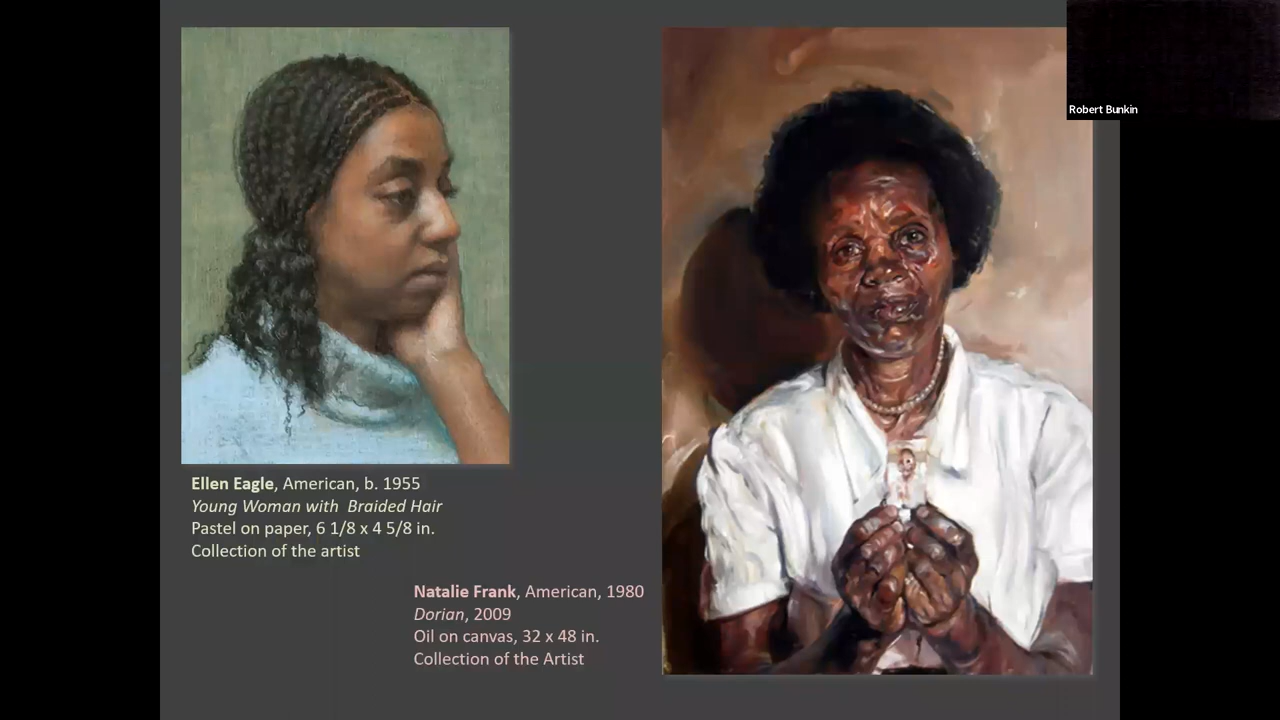 Robert Bunkin
Ellen Eagle, American, b. 1955
Young Woman with Braided Hair
Pastel on paper, 6 1/8 x 4 5/8 in.
Collection of the artist
Natalie Frank, American, 1980
Dorian, 2009
Oil on canvas, 32 x 48 in.
Collection of the Artist